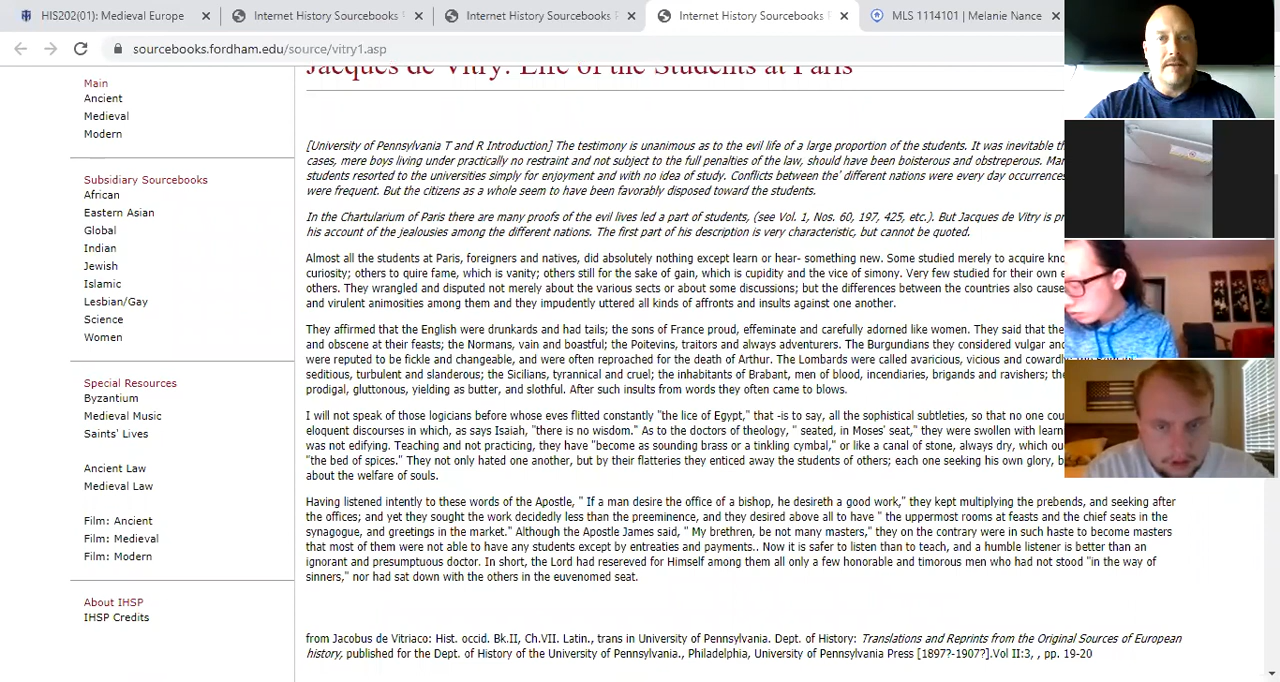 HIS202(01): Medieval Europe
Internet History Sourcebooks
Internet History Sourcebooks
Internet History Sourcebooks
MLS 1114101 | Melanie Nance
sourcebooks.fordham.edu/source/vitry1.asp
Main
Ancient
Medieval
Modern
Subsidiary Sourcebooks
African
Eastern Asian
Global
Indian
Jewish
Islamic
Lesbian/Gay
Science
Women
Special Resources
Byzantium
Medieval Music
Saints' Lives
Ancient Law
Medieval Law
Film: Ancient
Film: Medieval
Film: Modern
About IHSP
IHSP Credits
Jacques de Vitry: Life of the Students at Paris
[University of Pennsylvania T and R Introduction] The testimony is unanimous as to the evil life of a large proportion of the students. It was inevitable
cases, mere boys living under practically no restraint and not subject to the full penalties of the law, should have been boisterous and obstreperous.
students resorted to the universities only for enjoyment and with no idea of study. Conflicts between the' different nations were every day occurrences
were frequent. But the citizens as a whole seem to have been favorably disposed toward the students.
In the Chartularium of Paris there are many proofs of the evil lives led a part of students, (see Vol. 1, Nos. 60, 197, 425, etc.). But Jacques de Vitry is
his account of the jealousies among the different nations. The first part of his description is very characteristic, but cannot be quoted.
Almost all the students at Paris, foreigners and natives, did absolutely nothing except learn or hear- something new. Some studied merely to acquire
curiosity; others to quire fame, which is vanity; others still for the sake of gain, which is cupidity and the vice of simony. Very few studied for their own
others. They wrangled and disputed not merely about the various sects or about some discussions; but the differences between the countries also
and virulent animosities among them and they impudently uttered all kinds of affronts and insults against one another.
They affirmed that the English were drunkards and had tails; the sons of France proud, effeminate and carefully adorned like women. They said that the
and obscene at their feasts; the Normans, vain and boastful; the Poitevins, traitors and always adventurers. The Burgundians they considered vulgar and
were reputed to be fickle and changeable, and were often reproached for the death of Arthur. The Lombards were called avaricious, vicious and
seditious, turbulent and slanderous; the Sicilians, tyrannical and cruel; the inhabitants of Brabant, men of blood, incendiaries, brigands and ravishers;
prodigal, gluttonous, yielding as butter, and slothful. After such insults from words they often came to blows.
I will not speak of those logicians before whose eyes flitted constantly "the lice of Egypt," that -is to say, all the sophistical subtleties, so that no one
eloquent discourses in which, as says Isaiah, "there is no wisdom." As to the doctors of theology, " seated, in Moses' seat," they were swollen with
was not edifying. Teaching and not practicing, they have "become as sounding brass or a tinkling cymbal," or like a canal of stone, always dry, which
"the bed of spices." They not only hated one another, but by their flatteries they enticed away the students of others; each one seeking his own glory,
about the welfare of souls.
Having listened intently to these words of the Apostle, " If a man desire the office of a bishop, he desireth a good work," they kept multiplying the prebends, and seeking after
the offices; and yet they sought the work decidedly less than the preeminence, and they desired above all to have " the uppermost rooms at feasts and the chief seats in the
synagogue, and greetings in the market." Although the Apostle James said, " My brethren, be not many masters," they on the contrary were in such haste to become masters
that most of them were not able to have any students except by entreaties and payments.. Now it is safer to listen than to teach, and a humble listener is better than an
ignorant and presumptuous doctor. In short, the Lord had resereved for Himself among them all only a few honorable and timorous men who had not stood "in the way of
sinners," nor had sat down with the others in the euvenomed seat.
from Jacobus de Vitriaco: Hist. occid. Bk.II, Ch.VII. Latin., trans in University of Pennsylvania. Dept. of History: Translations and Reprints from the Original Sources of European
history, published for the Dept. of History of the University of Pennsylvania., Philadelphia, University of Pennsylvania Press [1897?-1907?].Vol II:3, , pp. 19-20